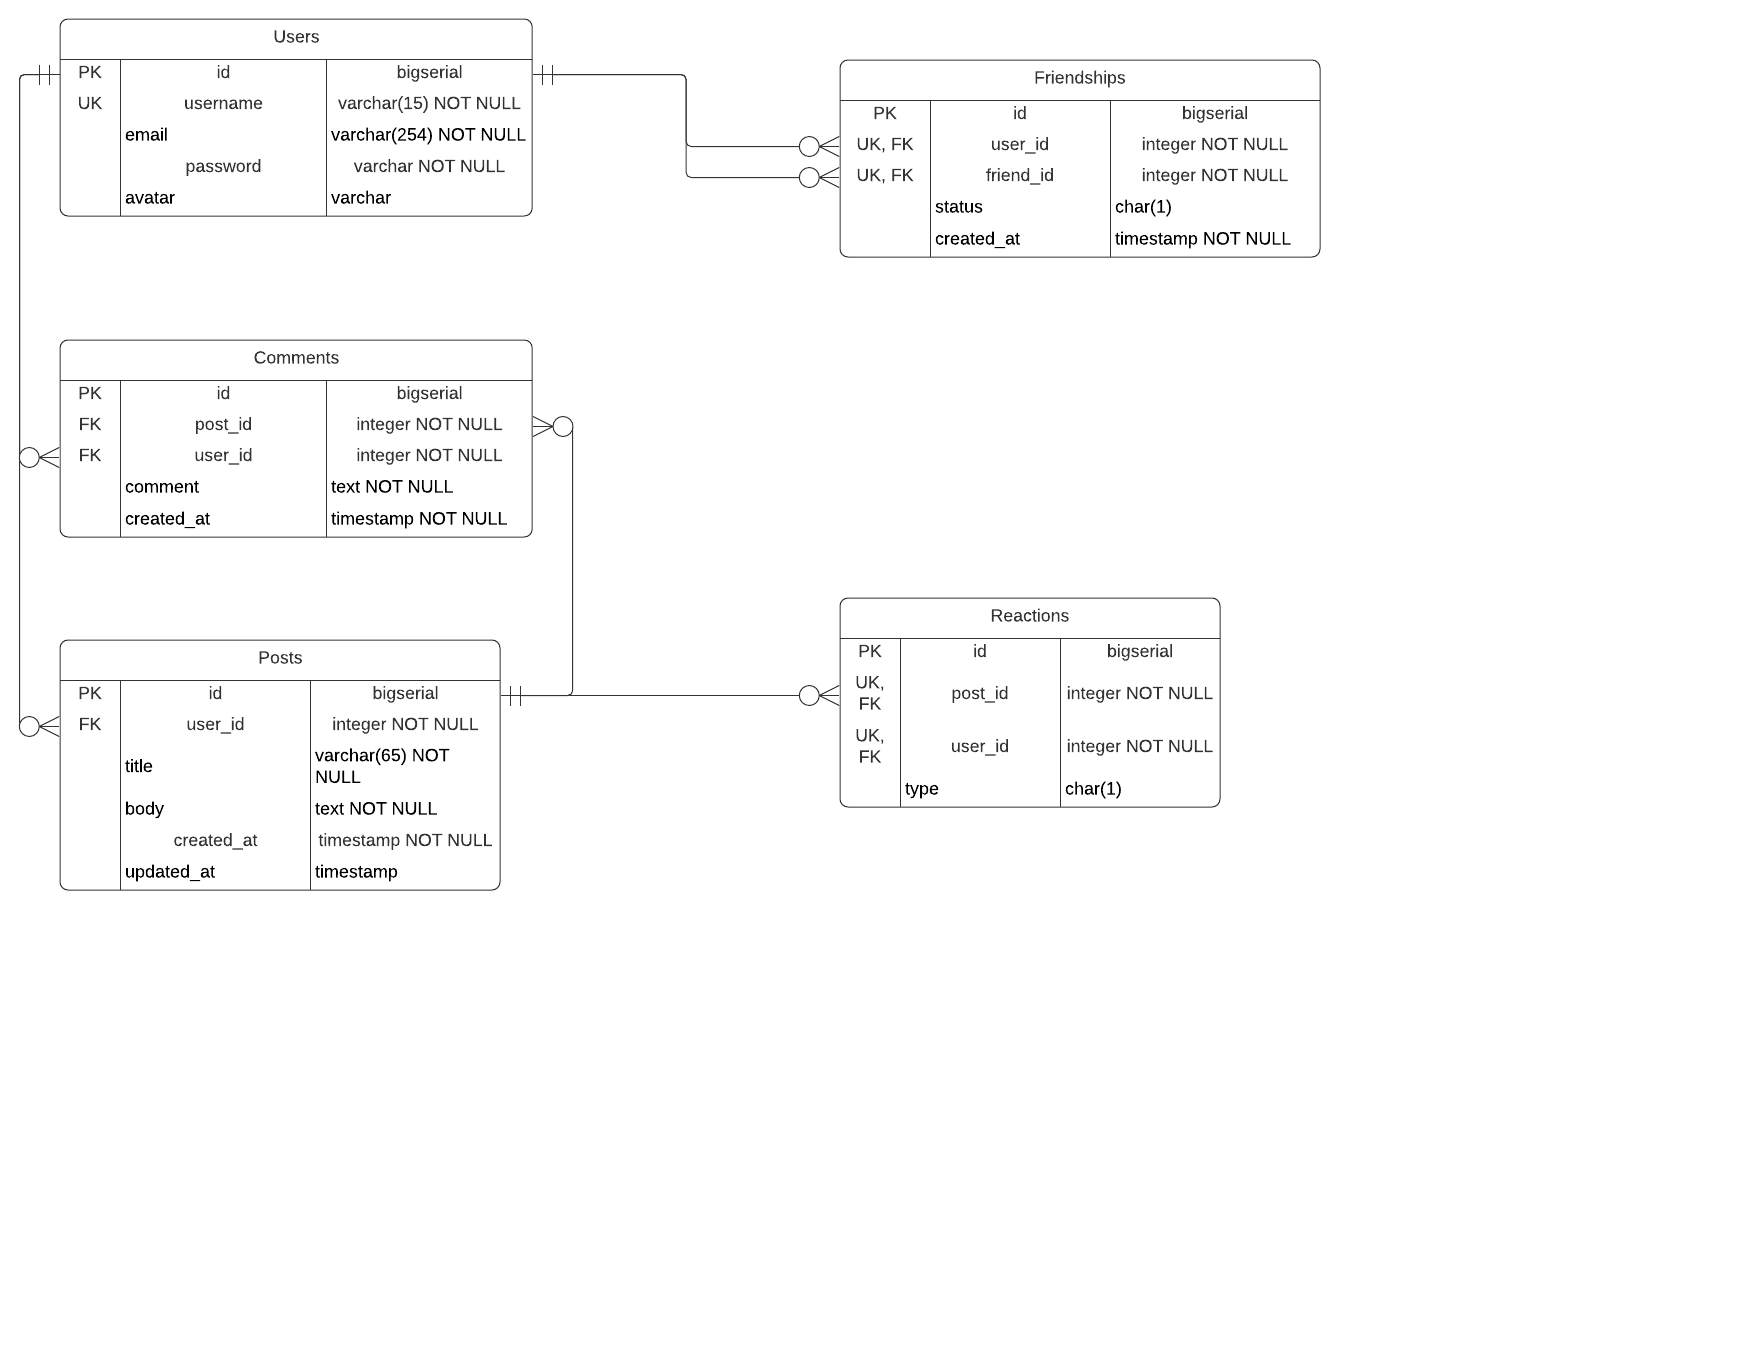 Users
PK id bigserial
UK username varchar(15) NOT NULL
email varchar(254) NOT NULL
password varchar NOT NULL
avatar varchar
Friendships
PK id bigserial
UK, FK user_id integer NOT NULL
UK, FK friend_id integer NOT NULL
status char(1)
created_at timestamp NOT NULL
Comments
PK id bigserial
FK post_id integer NOT NULL
FK user_id integer NOT NULL
comment text NOT NULL
created_at timestamp NOT NULL
Posts
PK id bigserial
FK user_id integer NOT NULL
title varchar(65) NOT
NULL
body text NOT NULL
created_at timestamp NOT NULL
updated_at timestamp
Reactions
PK id bigserial
UK,
FK post_id integer NOT NULL
UK,
FK user_id integer NOT NULL
type char(1)